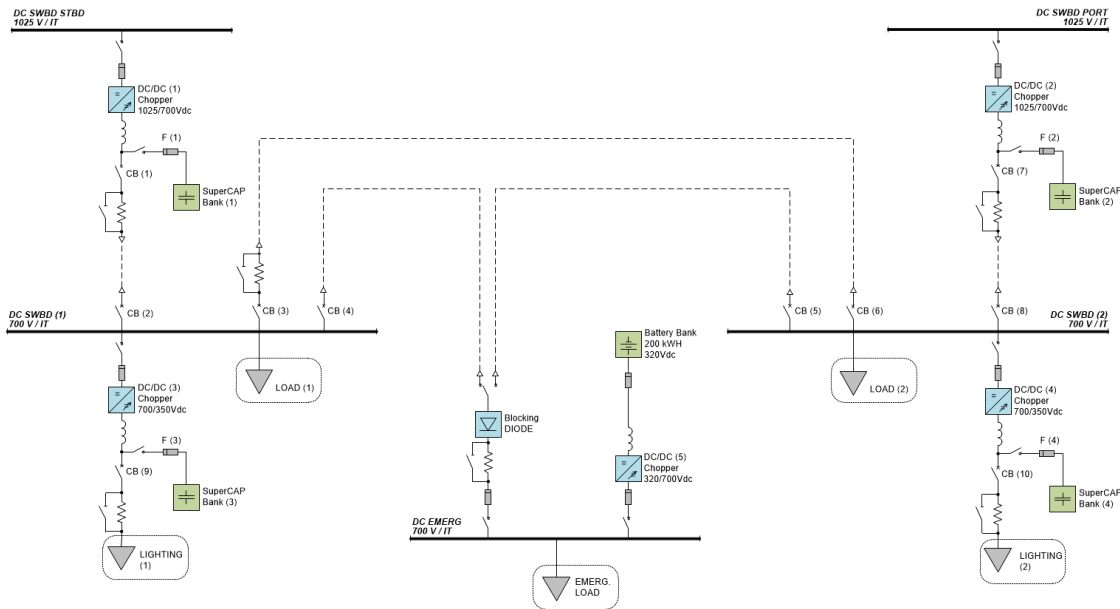 DC SWBD STBD
1025 V / IT
DC SWBD PORT
1025 V / IT
DC/DC (1)
Chopper
1025/700Vdc
DC/DC (2)
Chopper
1025/700Vdc
F (1)
F (2)
CB (1)
CB (7)
SuperCAP
Bank (1)
SuperCAP
Bank (2)
CB (2)
CB (3)
CB (4)
CB (5)
CB (6)
CB (8)
DC SWBD (1)
700 V / IT
DC SWBD (2)
700 V / IT
Battery Bank
200 kWH
320Vdc
DC/DC (3)
Chopper
700/350Vdc
LOAD (1)
LOAD (2)
DC/DC (4)
Chopper
700/350Vdc
Blocking
DIODE
F (3)
F (4)
CB (9)
DC/DC (5)
Chopper
320/700Vdc
CB (10)
SuperCAP
Bank (3)
SuperCAP
Bank (4)
DC EMERG
700 V / IT
LIGHTING
(1)
LIGHTING
(2)
EMERG.
LOAD